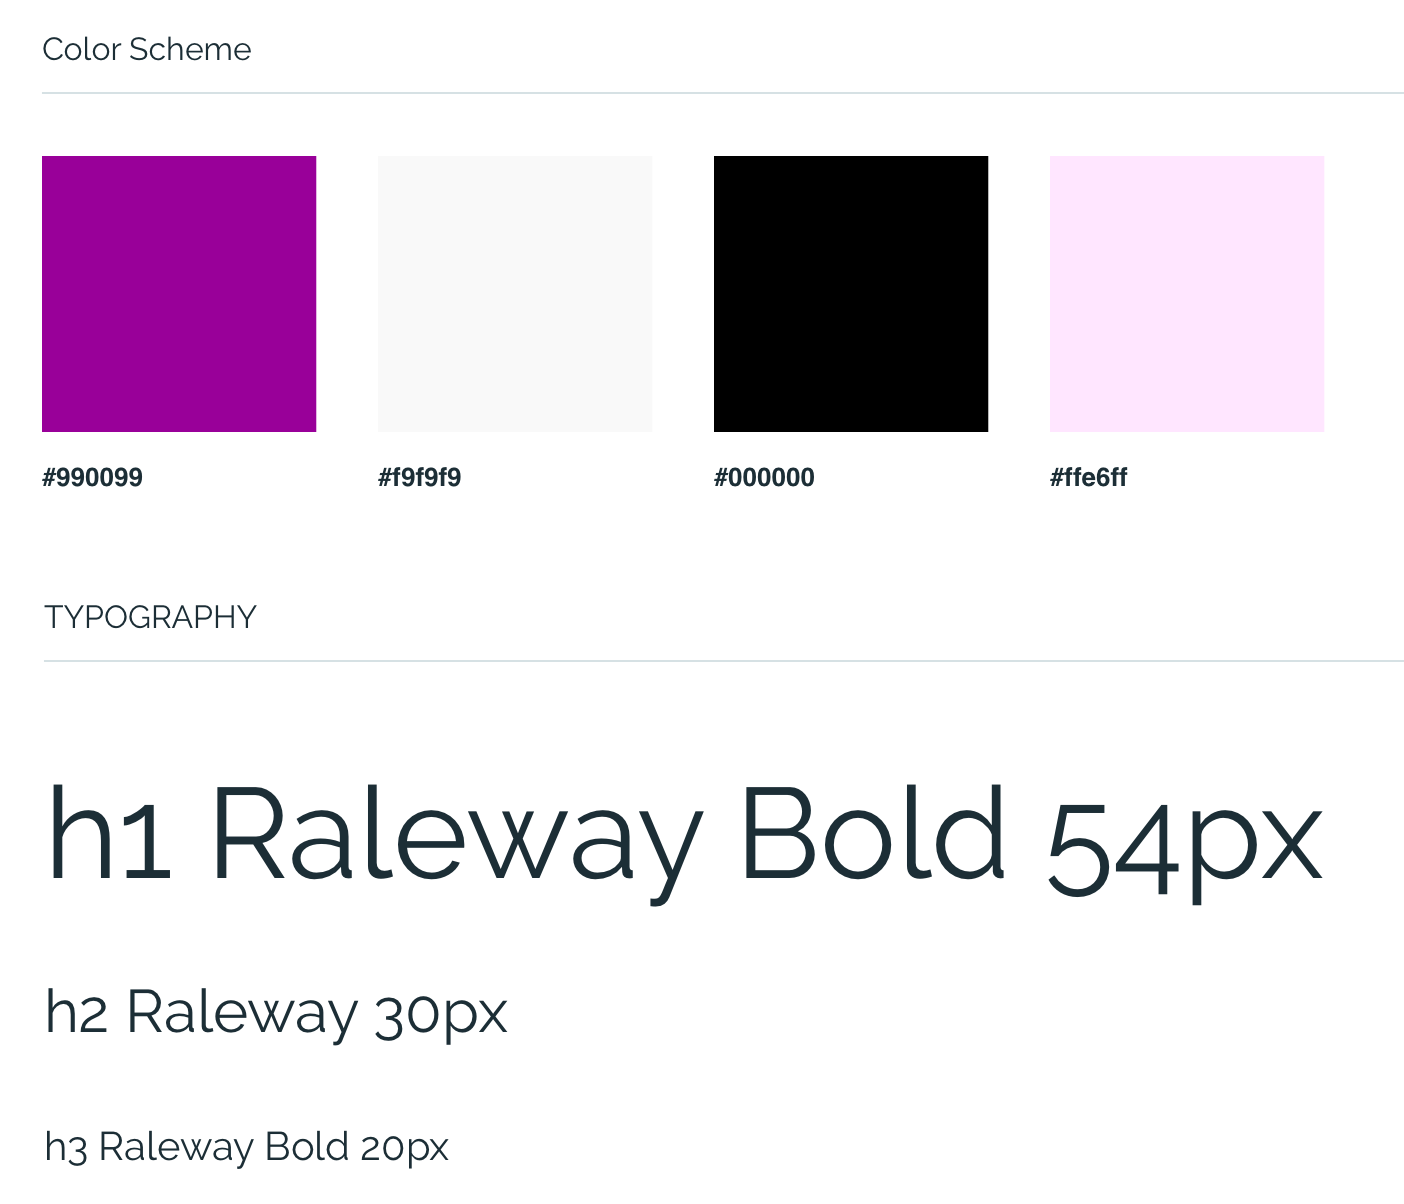 Color Scheme
#990099 #f9f9f9 #000000 #ffe6ff
TYPOGRAPHY
h1 Raleway Bold 54px
h2 Raleway 30px
h3 Raleway Bold 20px